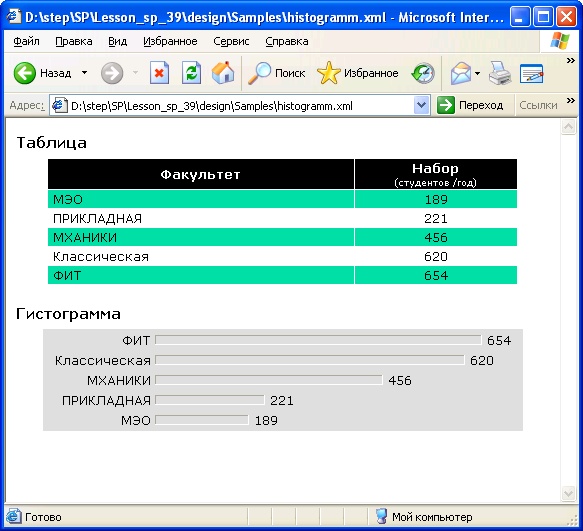 D:\step\SP\Lesson_sp_39\design\Samples\histogramm.xml - Microsoft Inter...
Файл Правка Вид Избранное Сервис Справка
Назад Поиск Избранное
Адрес: D:\step\SP\Lesson_sp_39\design\Samples\histogramm.xml Переход Ссылки
Таблица
Факультет Набор
(студентов /год)
МЭО 189
ПРИКЛАДНАЯ 221
МХАНИКИ 456
Классическая 620
ФИТ 654
Гистограмма
ФИТ 654
Классическая 620
МХАНИКИ 456
ПРИКЛАДНАЯ 221
МЭО 189
Готово Мой компьютер